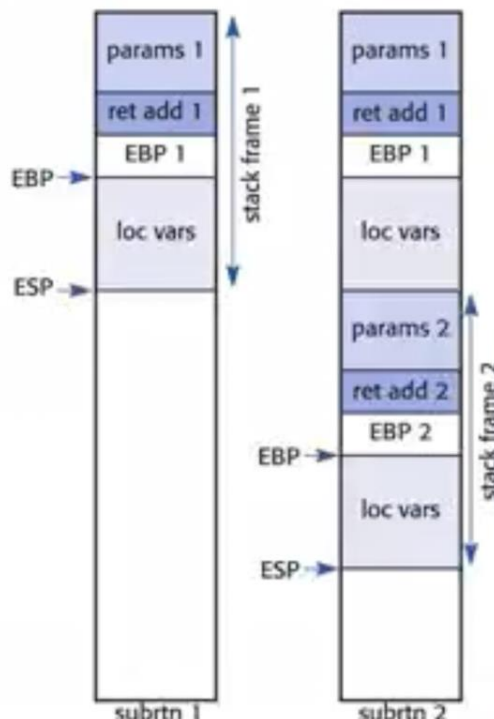 params 1
ret add 1
EBP 1
EBP
loc vars
ESP
stack frame 1
subrtn 1
params 1
ret add 1
EBP 1
loc vars
params 2
ret add 2
EBP 2
EBP
loc vars
ESP
stack frame 2
subrtn 2